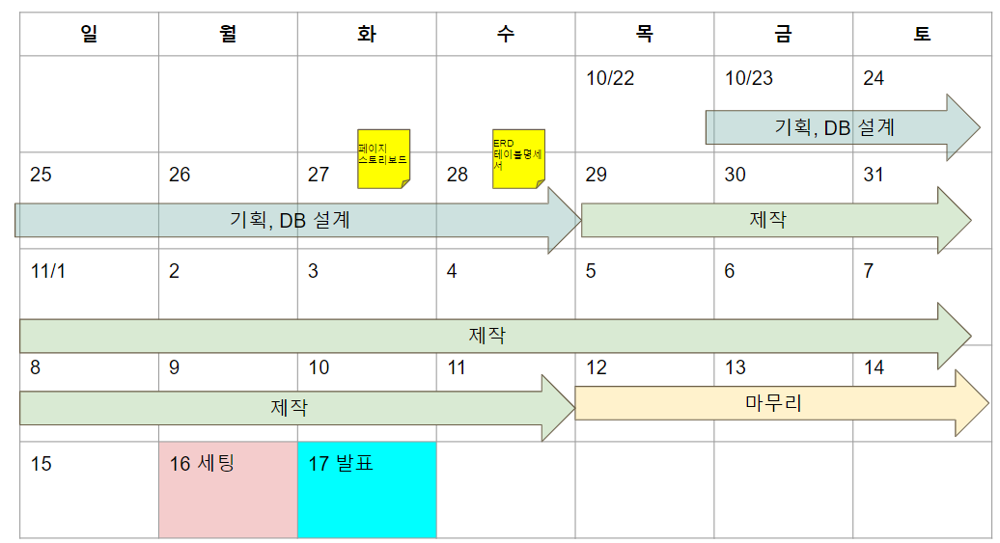 일 월 화 수 목 금 토
10/22 10/23 24
기획, DB 설계
페이지
스트리보드
ERD
테이블명세
서
25 26 27 28 29 30 31
기획, DB 설계 제작
11/1 2 3 4 5 6 7
제작
8 9 10 11 12 13 14
제작 마무리
15 16 세팅 17 발표